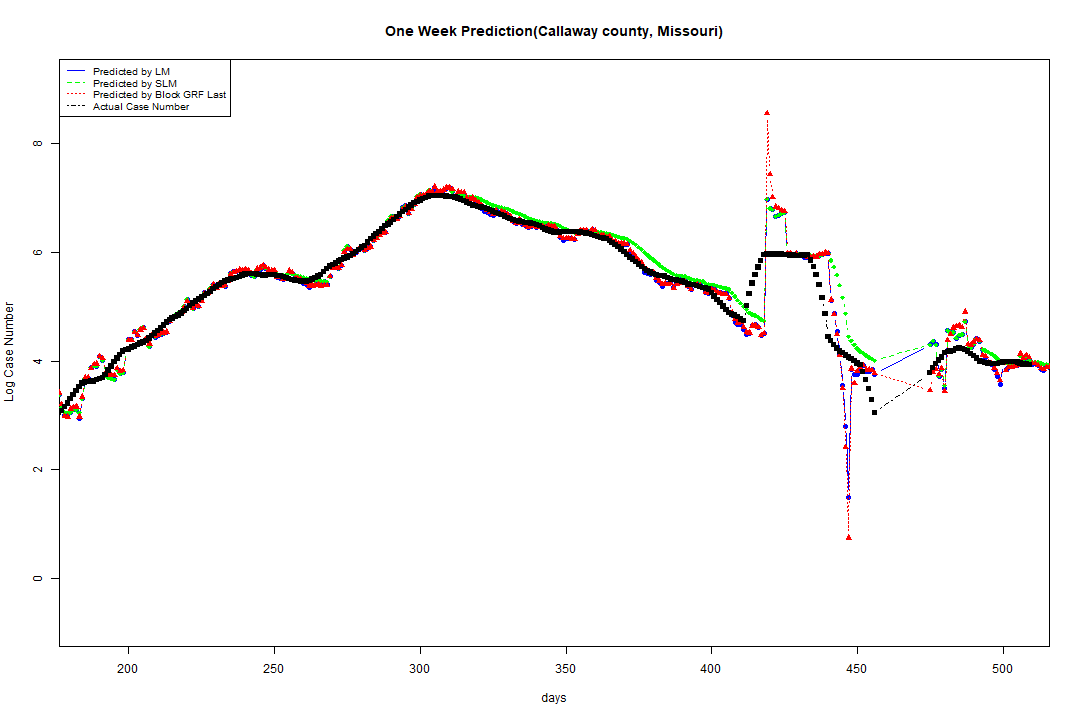 One Week Prediction(Callaway county, Missouri)
Predicted by LM
Predicted by SLM
Predicted by Block GRF Last
Actual Case Number
8
6
4
2
0
Log Case Number
200 250 300 350 400 450 500
days